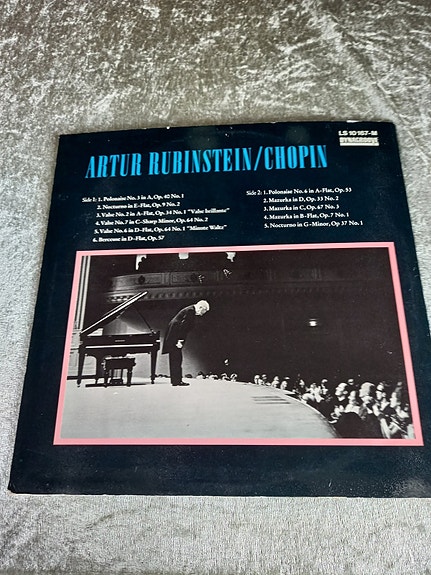 LS 10 167-M
ARTUR RUBINSTEIN/CHOPIN
Side 1: 1. Polonaise No. 3 in A, Op. 40 No. 1
2. Nocturno in E-Flat, Op. 9 No. 2
3. Valse No. 2 in A-Flat, Op. 34 No. 1 "Valse brillante"
4. Valse No. 7 in C-Sharp Minor, Op. 64 No. 2
5. Valse No. 6 in D-Flat, Op. 64 No. 1 "Minute Waltz"
6. Berceuse in D-Flat, Op. 57
Side 2: 1. Polonaise No. 6 in A-Flat, Op. 53
2. Mazurka in D, Op. 33 No. 2
3. Mazurka in C, Op. 67 No. 3
4. Mazurka in B-Flat, Op. 7 No. 1
5. Nocturno in G-Minor, Op 37 No. 1